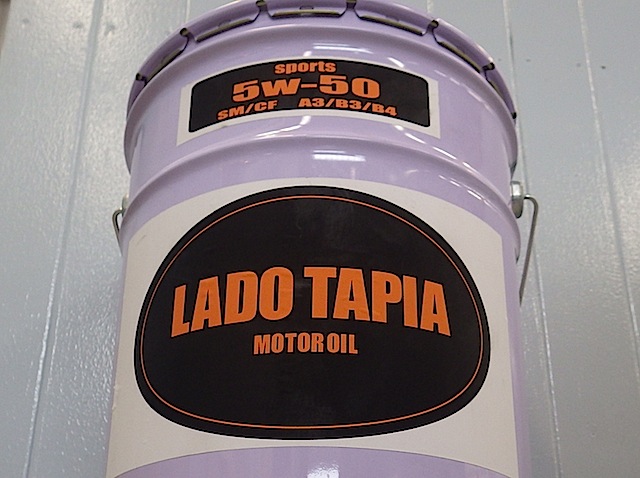 sports
5W-50
SM/CF A3/B3/B4
LADO TAPIA
MOTOR OIL